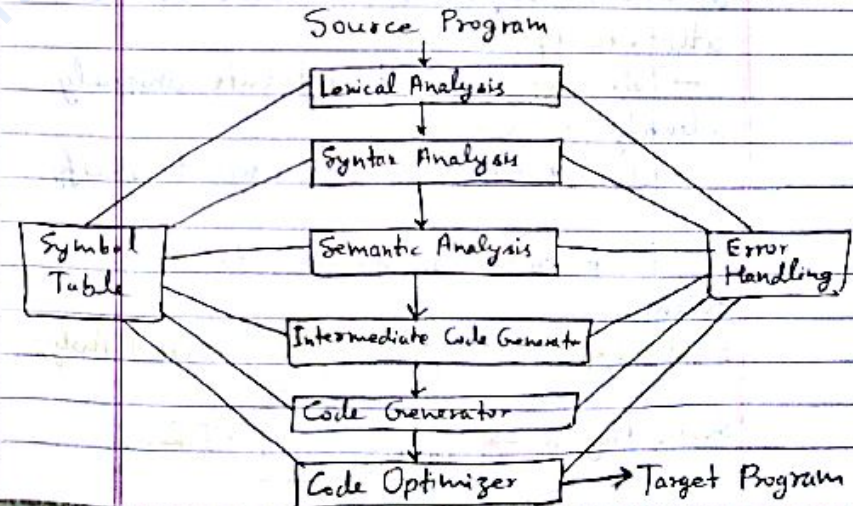 Source Program
Lexical Analysis
Syntax Analysis
Symbol
Table
Semantic Analysis
Error
Handling
Intermediate Code Generator
Code Generator
Code Optimizer
Target Program